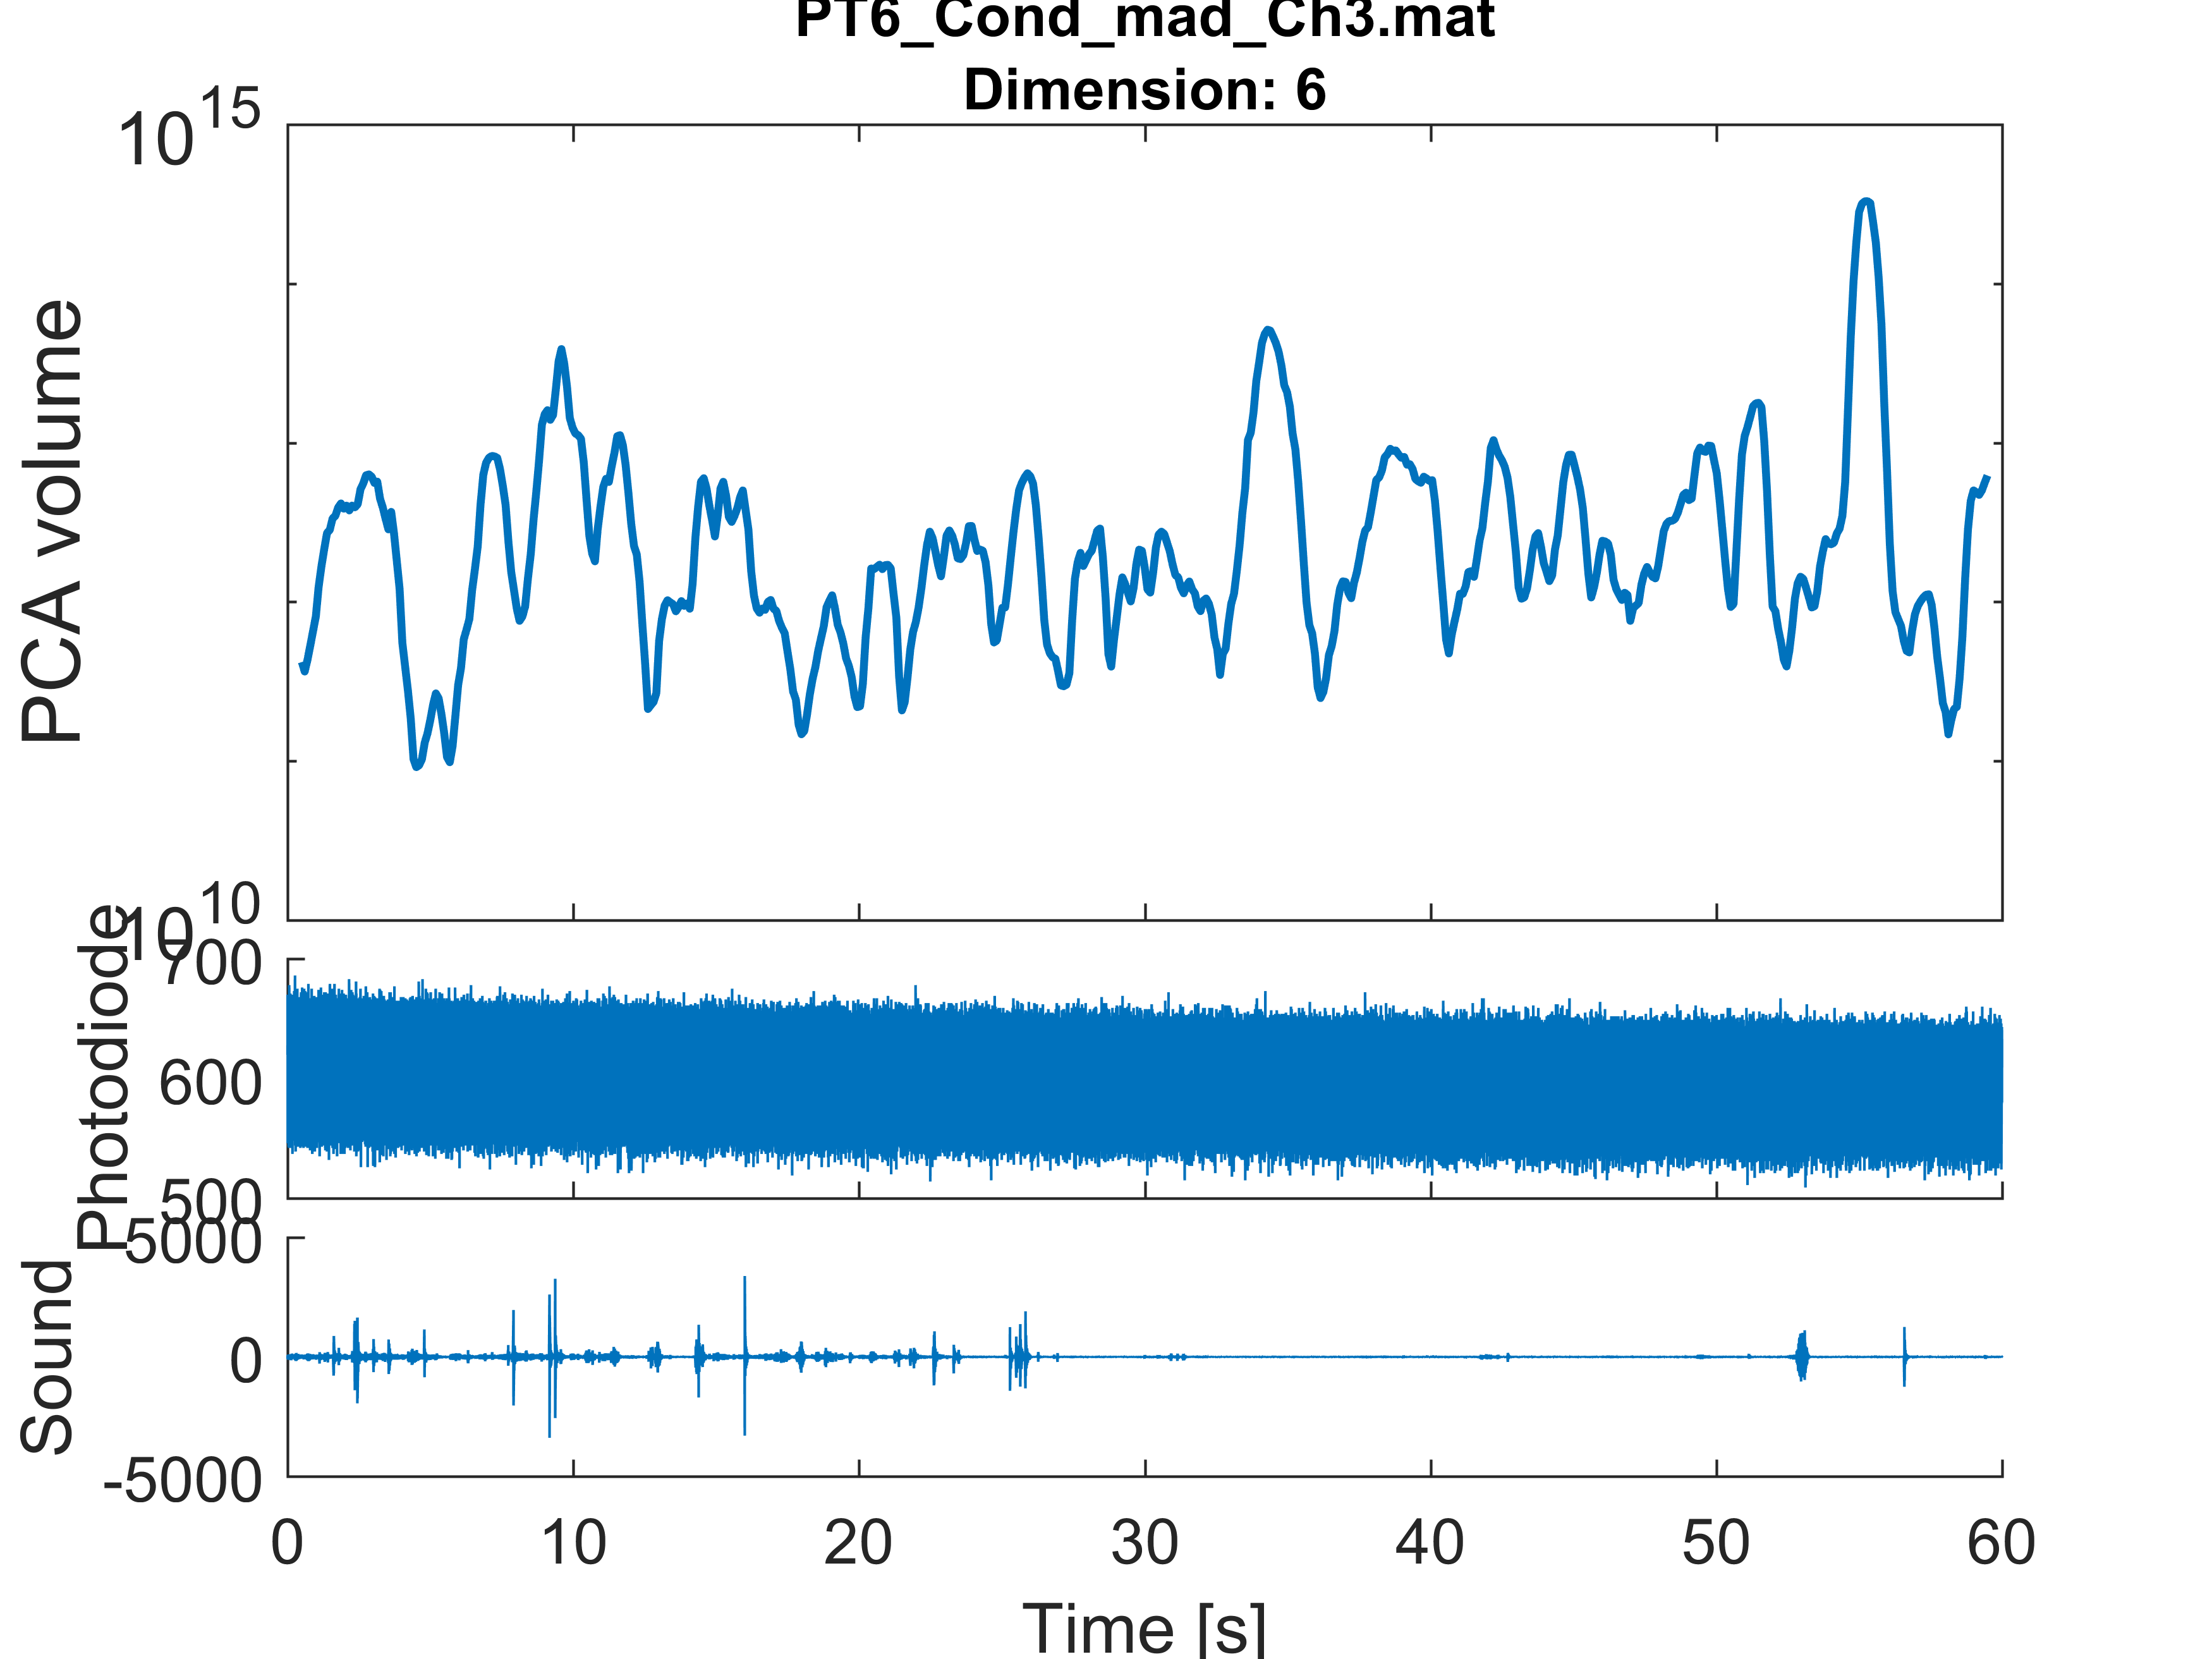 PT6_Cond_mad_Ch3.mat
Dimension: 6
10^15
PCA volume
10^10
700
Photodiode
600
500
5000
Sound
0
-5000
0 10 20 30 40 50 60
Time [s]